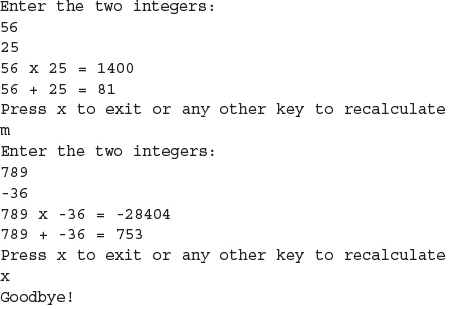 Enter the two integers:
56
25
56 x 25 = 1400
56 + 25 = 81
Press x to exit or any other key to recalculate
m
Enter the two integers:
789
-36
789 x -36 = -28404
789 + -36 = 753
Press x to exit or any other key to recalculate
x
Goodbye!